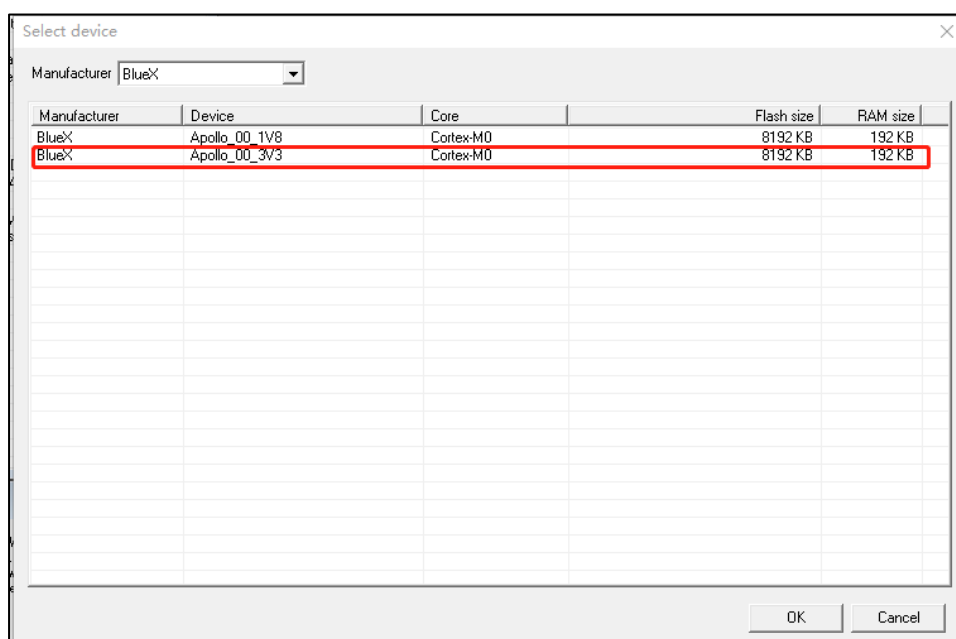 Select device
Manufacturer BlueX
Manufacturer Device Core Flash size RAM size
BlueX Apollo_00_1V8 Cortex-M0 8192 KB 192 KB
BlueX Apollo_00_3V3 Cortex-M0 8192 KB 192 KB
OK Cancel